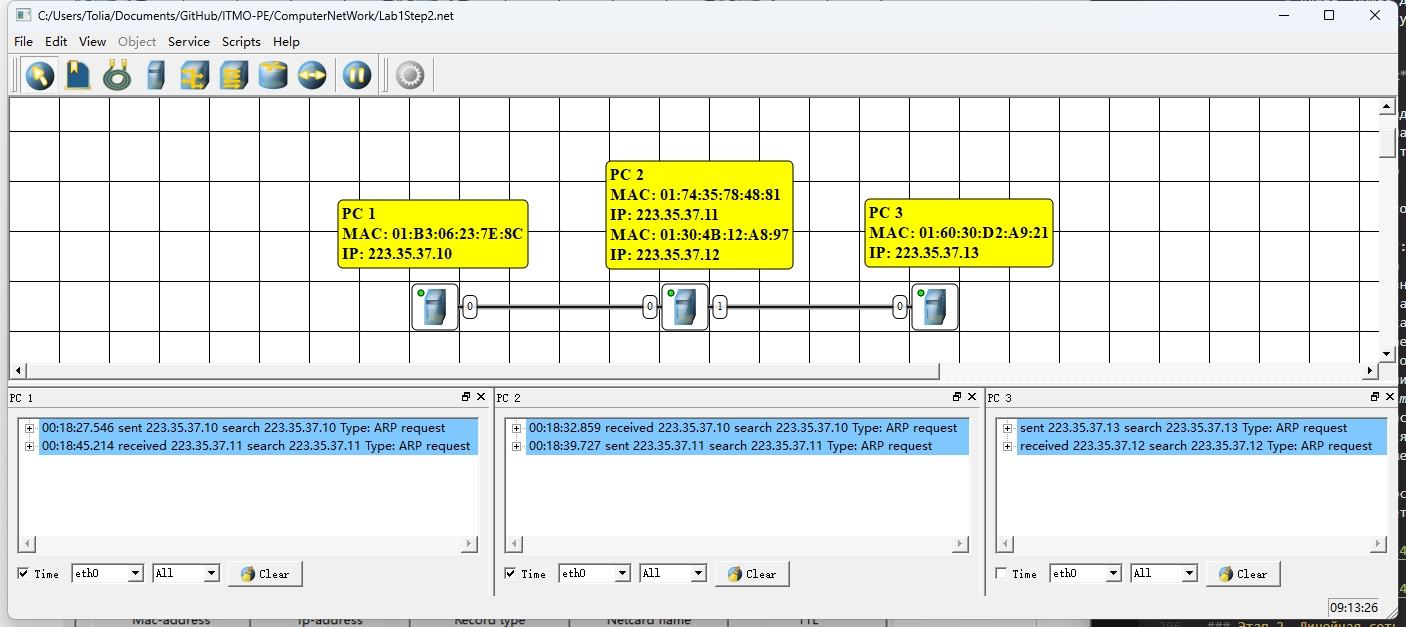 C:/Users/Tolia/Documents/GitHub/ITMO-PE/ComputerNetWork/Lab1Step2.net
File Edit View Object Service Scripts Help
PC 1
MAC: 01:B3:06:23:7E:8C
IP: 223.35.37.10
PC 2
MAC: 01:74:35:78:48:81
IP: 223.35.37.11
MAC: 01:30:4B:12:A8:97
IP: 223.35.37.12
PC 3
MAC: 01:60:30:D2:A9:21
IP: 223.35.37.13
0 0 1 0
PC 1
00:18:27.546 sent 223.35.37.10 search 223.35.37.10 Type: ARP request
00:18:45.214 received 223.35.37.11 search 223.35.37.11 Type: ARP request
Time eth0 All Clear
PC 2
00:18:32.859 received 223.35.37.10 search 223.35.37.10 Type: ARP request
00:18:39.727 sent 223.35.37.11 search 223.35.37.11 Type: ARP request
Time eth0 All Clear
PC 3
sent 223.35.37.13 search 223.35.37.13 Type: ARP request
received 223.35.37.12 search 223.35.37.12 Type: ARP request
Time eth0 All Clear
09:13:26
Mac-address Ip-address Record type Netcard name TTL
### Этап 2. Линейная сеть